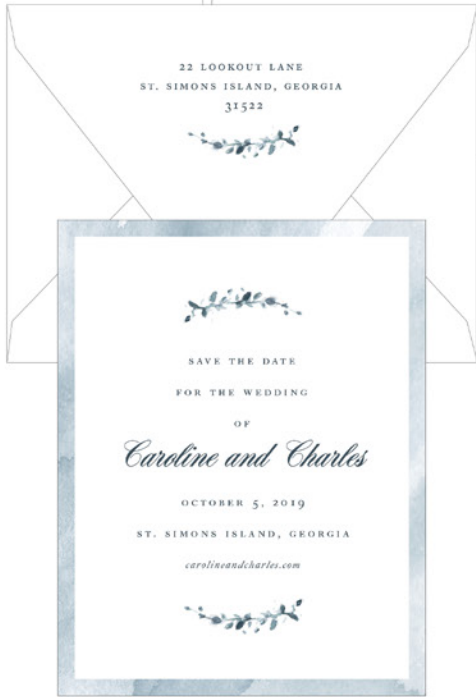 22 LOOKOUT LANE
ST. SIMONS ISLAND, GEORGIA
31522
SAVE THE DATE
FOR THE WEDDING
OF
Caroline and Charles
OCTOBER 5, 2019
ST. SIMONS ISLAND, GEORGIA
carolineandcharles.com